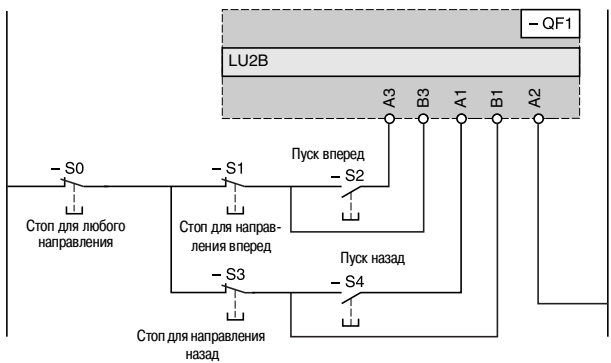 – QF1
LU2B
A3
B3
A1
B1
A2
Пуск вперед
– S0
– S1
– S2
Стоп для любого
направления
Стоп для направ-
ления вперед
Пуск назад
– S3
– S4
Стоп для направления
назад